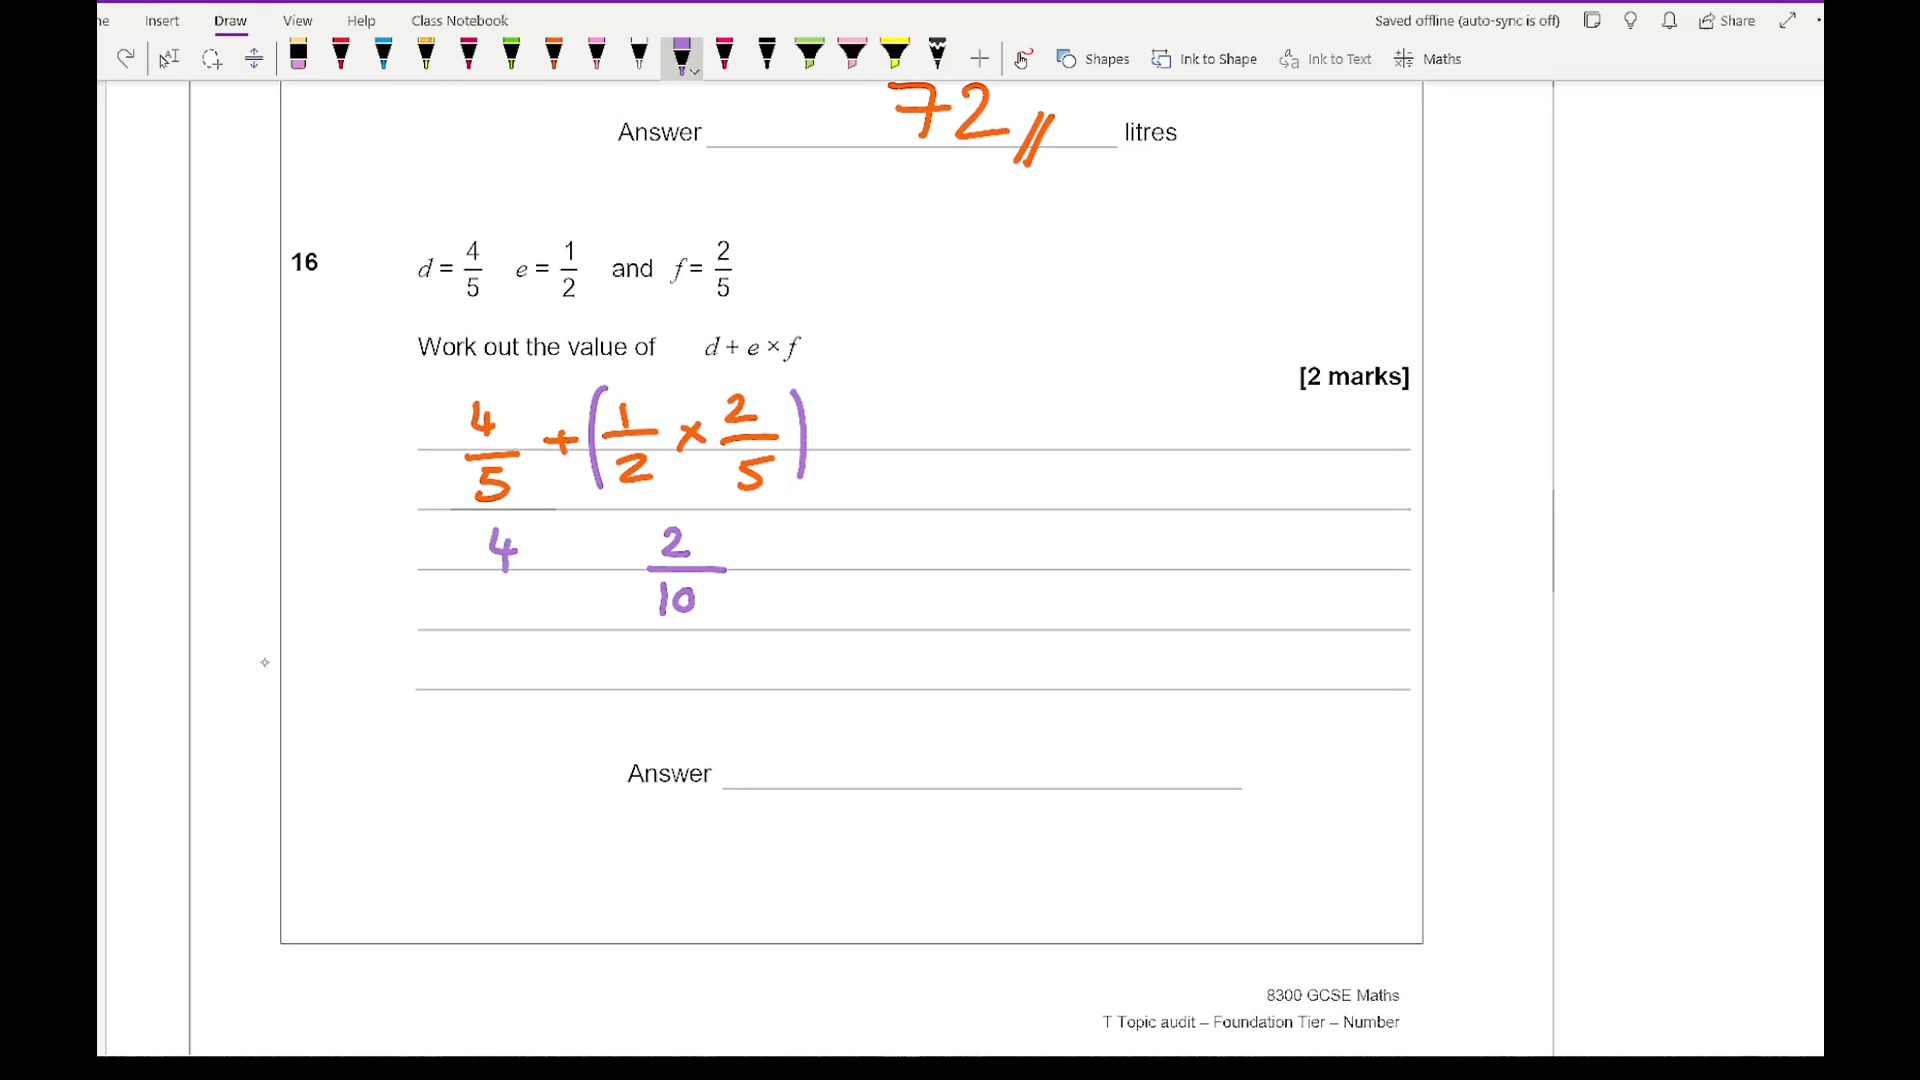 ne Insert Draw View Help Class Notebook Saved offline (auto-sync is off) Share
Shapes Ink to Shape Ink to Text Maths
Answer 72 // litres
16 d = 4/5 e = 1/2 and f = 2/5
Work out the value of d + e × f
[2 marks]
4/5 + (1/2 × 2/5)
4 2/10
Answer
8300 GCSE Maths
T Topic audit – Foundation Tier – Number